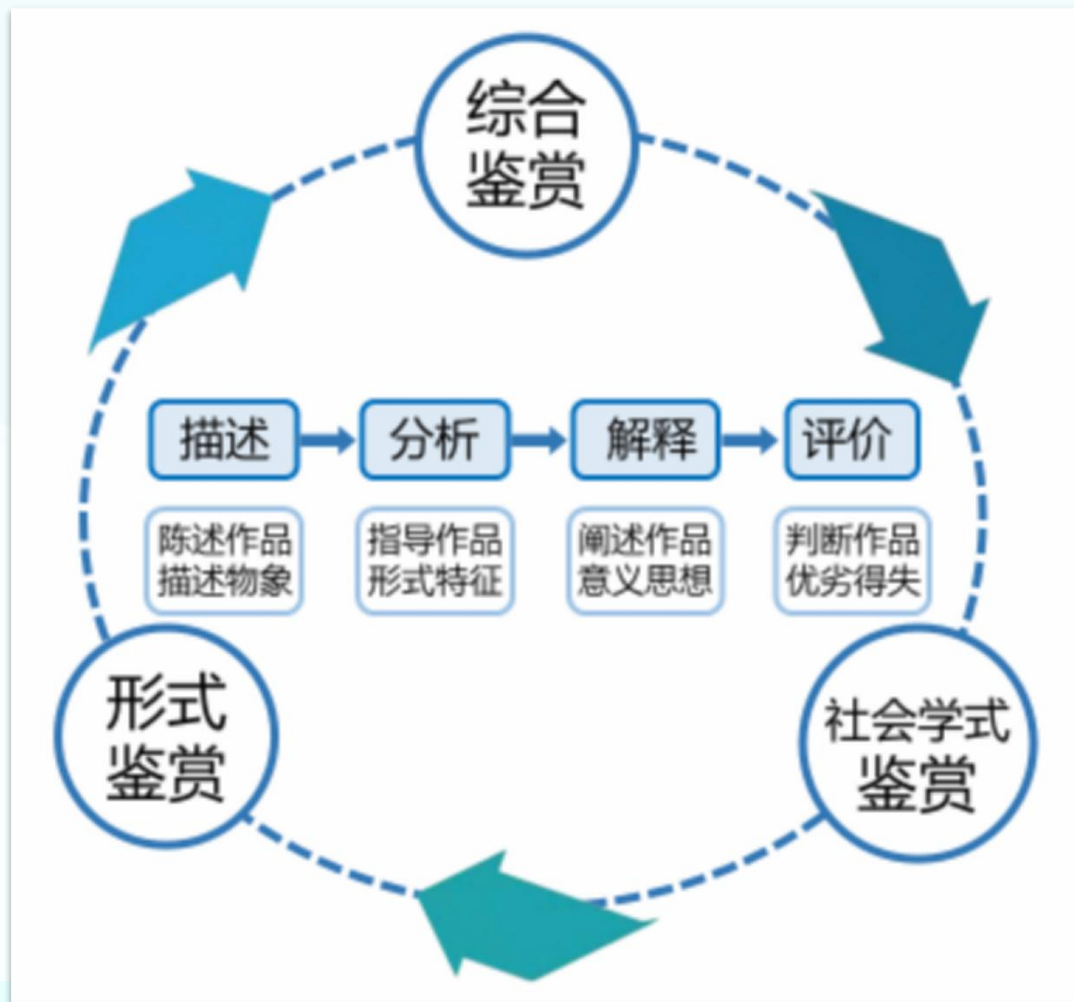 综合
鉴赏
描述
分析
解释
评价
陈述作品
描述物象
指导作品
形式特征
阐述作品
意义思想
判断作品
优劣得失
形式
鉴赏
社会学式
鉴赏